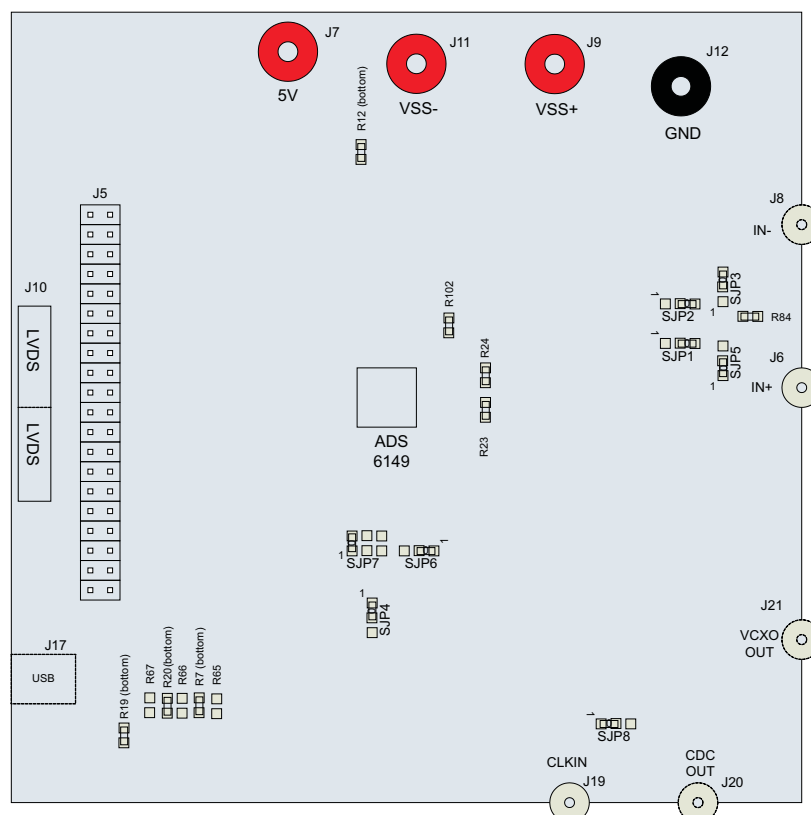 J7
J11
J9
J12
5V
VSS-
VSS+
GND
R12 (bottom)
J5
J8
IN-
J10
LVDS
LVDS
R102
R24
R23
ADS
6149
1
SJP2
1
SJP3
R84
1
SJP1
SJP5
1
J6
IN+
1
SJP7
1
SJP6
1
SJP4
J21
VCXO
OUT
J17
USB
R19 (bottom)
R67
R20 (bottom)
R66
R7 (bottom)
R65
1
SJP8
CLKIN
J19
CDC
OUT
J20